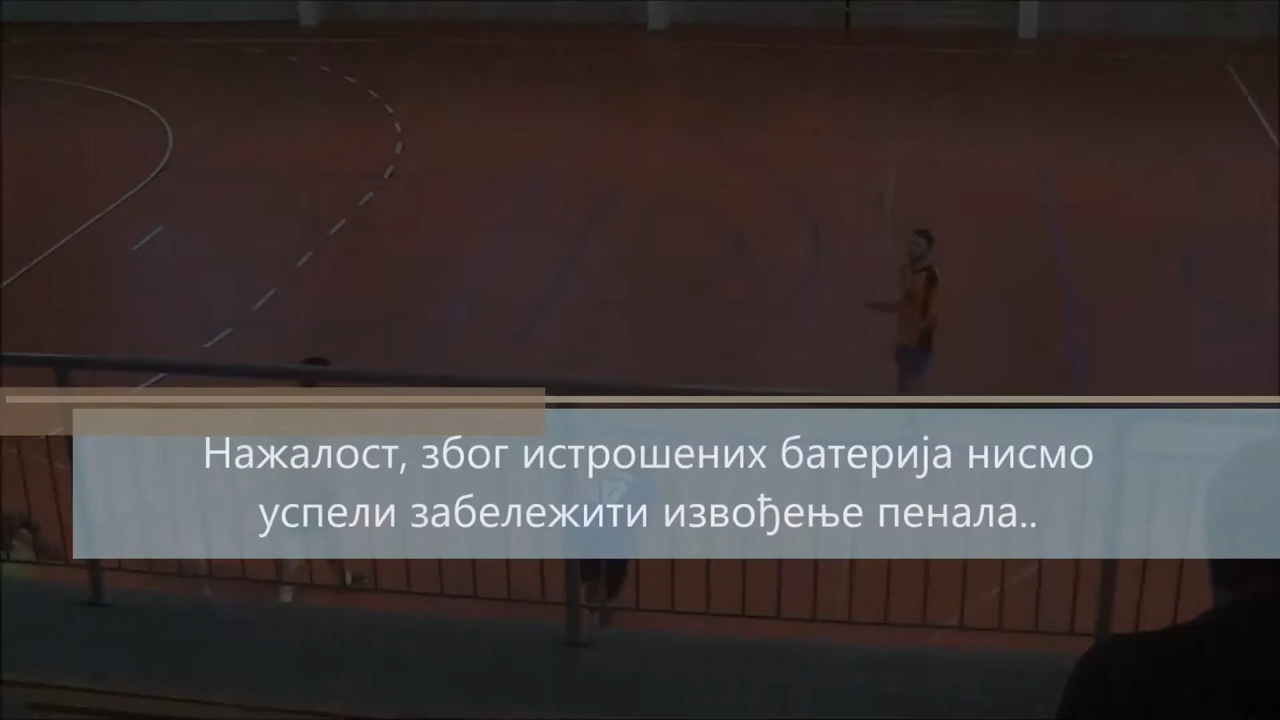 Нажалост, због истрошених батерија нисмо
успели забележити извођење пенала..